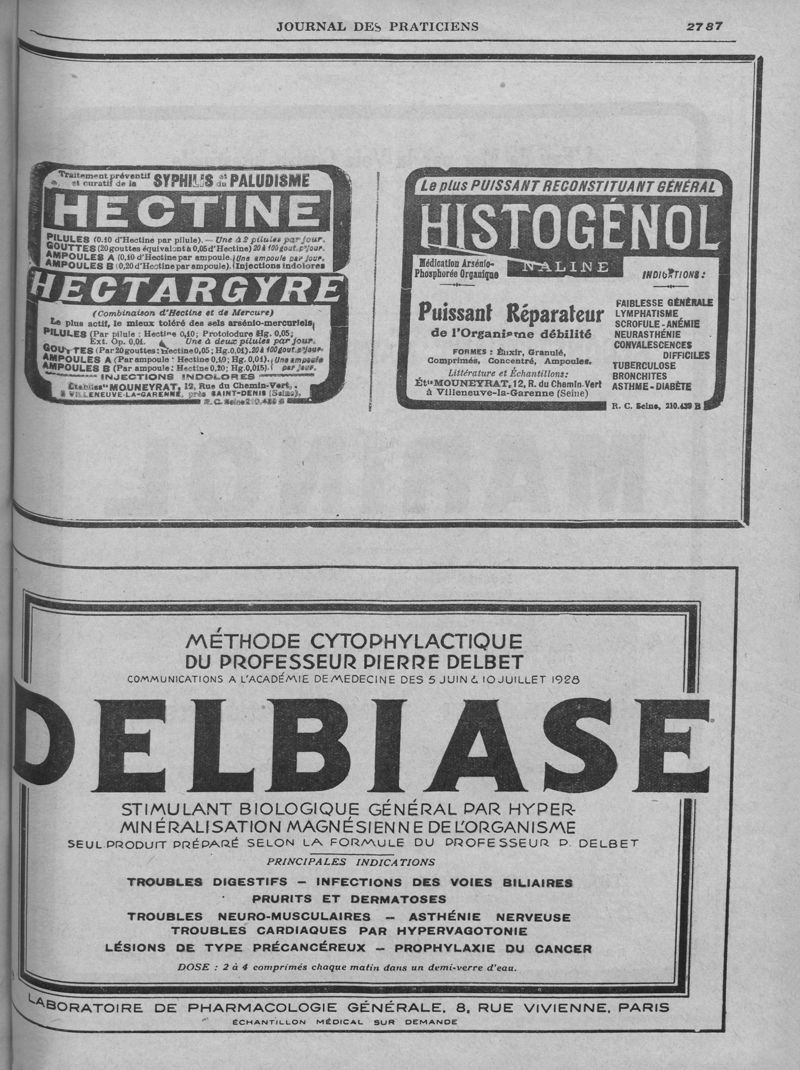 JOURNAL DES PRATICIENS
2787
Traitement préventif et curatif de la SYPHILIS et du PALUDISME
HECTINE
PILULES (0.10 d'Hectine par pilule). — Une à 2 pilules par jour.
GOUTTES (20 gouttes équival^ent à 0,05 d'Hectine) 20 à 100 gout. p^r jour.
AMPOULES A (0,10 d'Hectine par ampoule. Une ampoule par jour
AMPOULES B (0,20 d'Hectine par ampoule). Injections indolores
HECTARGYRE
(Combinaison d'Hectine et de Mercure)
Le plus actif, le mieux toléré des sels arsénio-mercuriels
PILULES (Par pilule : Hectine 0,10; Protoiodure Hg. 0,05;
Ext. Op. 0,01. Une à deux pilules par jour.
GOUTTES (Par 20 gouttes: Hectine 0,05; Hg. 0,01). 20 à 100 gout. p^r jour.
AMPOULES A (Par ampoule : Hectine 0,10; Hg. 0,01). Une ampoule
AMPOULES B (Par ampoule: Hectine 0,20; Hg. 0,015). par jour.
INJECTIONS INDOLORES
Établiss^ts MOUNEYRAT, 12, Rue du Chemin-Vert,
à VILLENEUVE-LA-GARENNE, près SAINT-DENIS (Seine).
R. C. Seine 210.439 B
Le plus PUISSANT RECONSTITUANT GÉNÉRAL
HISTOGÉNOL
NALINE
Médication Arsénio-
Phosphorée Organique
Puissant Réparateur
de l'Organisme débilité
FORMES : Élixir, Granulé,
Comprimés, Concentré, Ampoules.
Littérature et Échantillons:
Ét^ts MOUNEYRAT, 12, R. du Chemin-Vert
à Villeneuve-la-Garenne (Seine)
INDICATIONS :
FAIBLESSE GÉNÉRALE
LYMPHATISME
SCROFULE - ANÉMIE
NEURASTHÉNIE
CONVALESCENCES
DIFFICILES
TUBERCULOSE
BRONCHITES
ASTHME - DIABÈTE
R. C. Seine, 210.439 B
MÉTHODE CYTOPHYLACTIQUE
DU PROFESSEUR PIERRE DELBET
COMMUNICATIONS A L'ACADÉMIE DE MEDECINE DES 5 JUIN & 10 JUILLET 1928
DELBIASE
STIMULANT BIOLOGIQUE GÉNÉRAL PAR HYPER-
MINÉRALISATION MAGNÉSIENNE DE L'ORGANISME
SEUL PRODUIT PRÉPARÉ SELON LA FORMULE DU PROFESSEUR P. DELBET
PRINCIPALES INDICATIONS
TROUBLES DIGESTIFS — INFECTIONS DES VOIES BILIAIRES
PRURITS ET DERMATOSES
TROUBLES NEURO-MUSCULAIRES — ASTHÉNIE NERVEUSE
TROUBLES CARDIAQUES PAR HYPERVAGOTONIE
LÉSIONS DE TYPE PRÉCANCÉREUX — PROPHYLAXIE DU CANCER
DOSE : 2 à 4 comprimés chaque matin dans un demi-verre d'eau.
LABORATOIRE DE PHARMACOLOGIE GÉNÉRALE, 8, RUE VIVIENNE, PARIS
ÉCHANTILLON MÉDICAL SUR DEMANDE